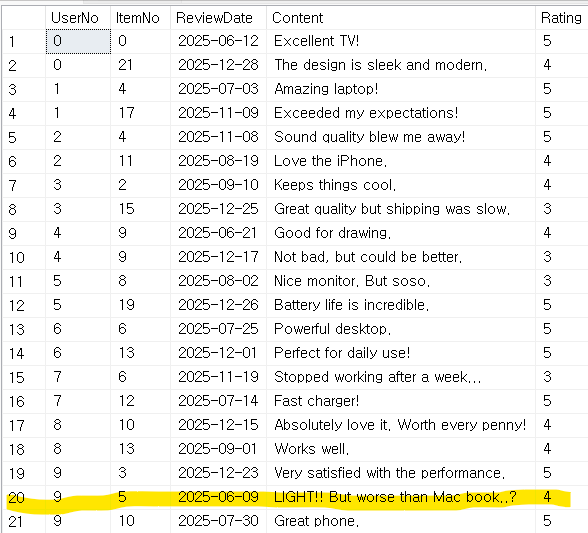 UserNo ItemNo ReviewDate Content Rating
1 0 0 2025-06-12 Excellent TV! 5
2 0 21 2025-12-28 The design is sleek and modern. 4
3 1 4 2025-07-03 Amazing laptop! 5
4 1 17 2025-11-09 Exceeded my expectations! 5
5 2 4 2025-11-08 Sound quality blew me away! 5
6 2 11 2025-08-19 Love the iPhone. 4
7 3 2 2025-09-10 Keeps things cool. 4
8 3 15 2025-12-25 Great quality but shipping was slow. 3
9 4 9 2025-06-21 Good for drawing. 4
10 4 9 2025-12-17 Not bad, but could be better. 3
11 5 8 2025-08-02 Nice monitor. But soso. 3
12 5 19 2025-12-26 Battery life is incredible. 5
13 6 6 2025-07-25 Powerful desktop. 5
14 6 13 2025-12-01 Perfect for daily use! 5
15 7 6 2025-11-19 Stopped working after a week... 3
16 7 12 2025-07-14 Fast charger! 5
17 8 10 2025-12-15 Absolutely love it. Worth every penny! 4
18 8 13 2025-09-01 Works well. 4
19 9 3 2025-12-23 Very satisfied with the performance. 5
20 9 5 2025-06-09 LIGHT!! But worse than Mac book..? 4
21 9 10 2025-07-30 Great phone. 5